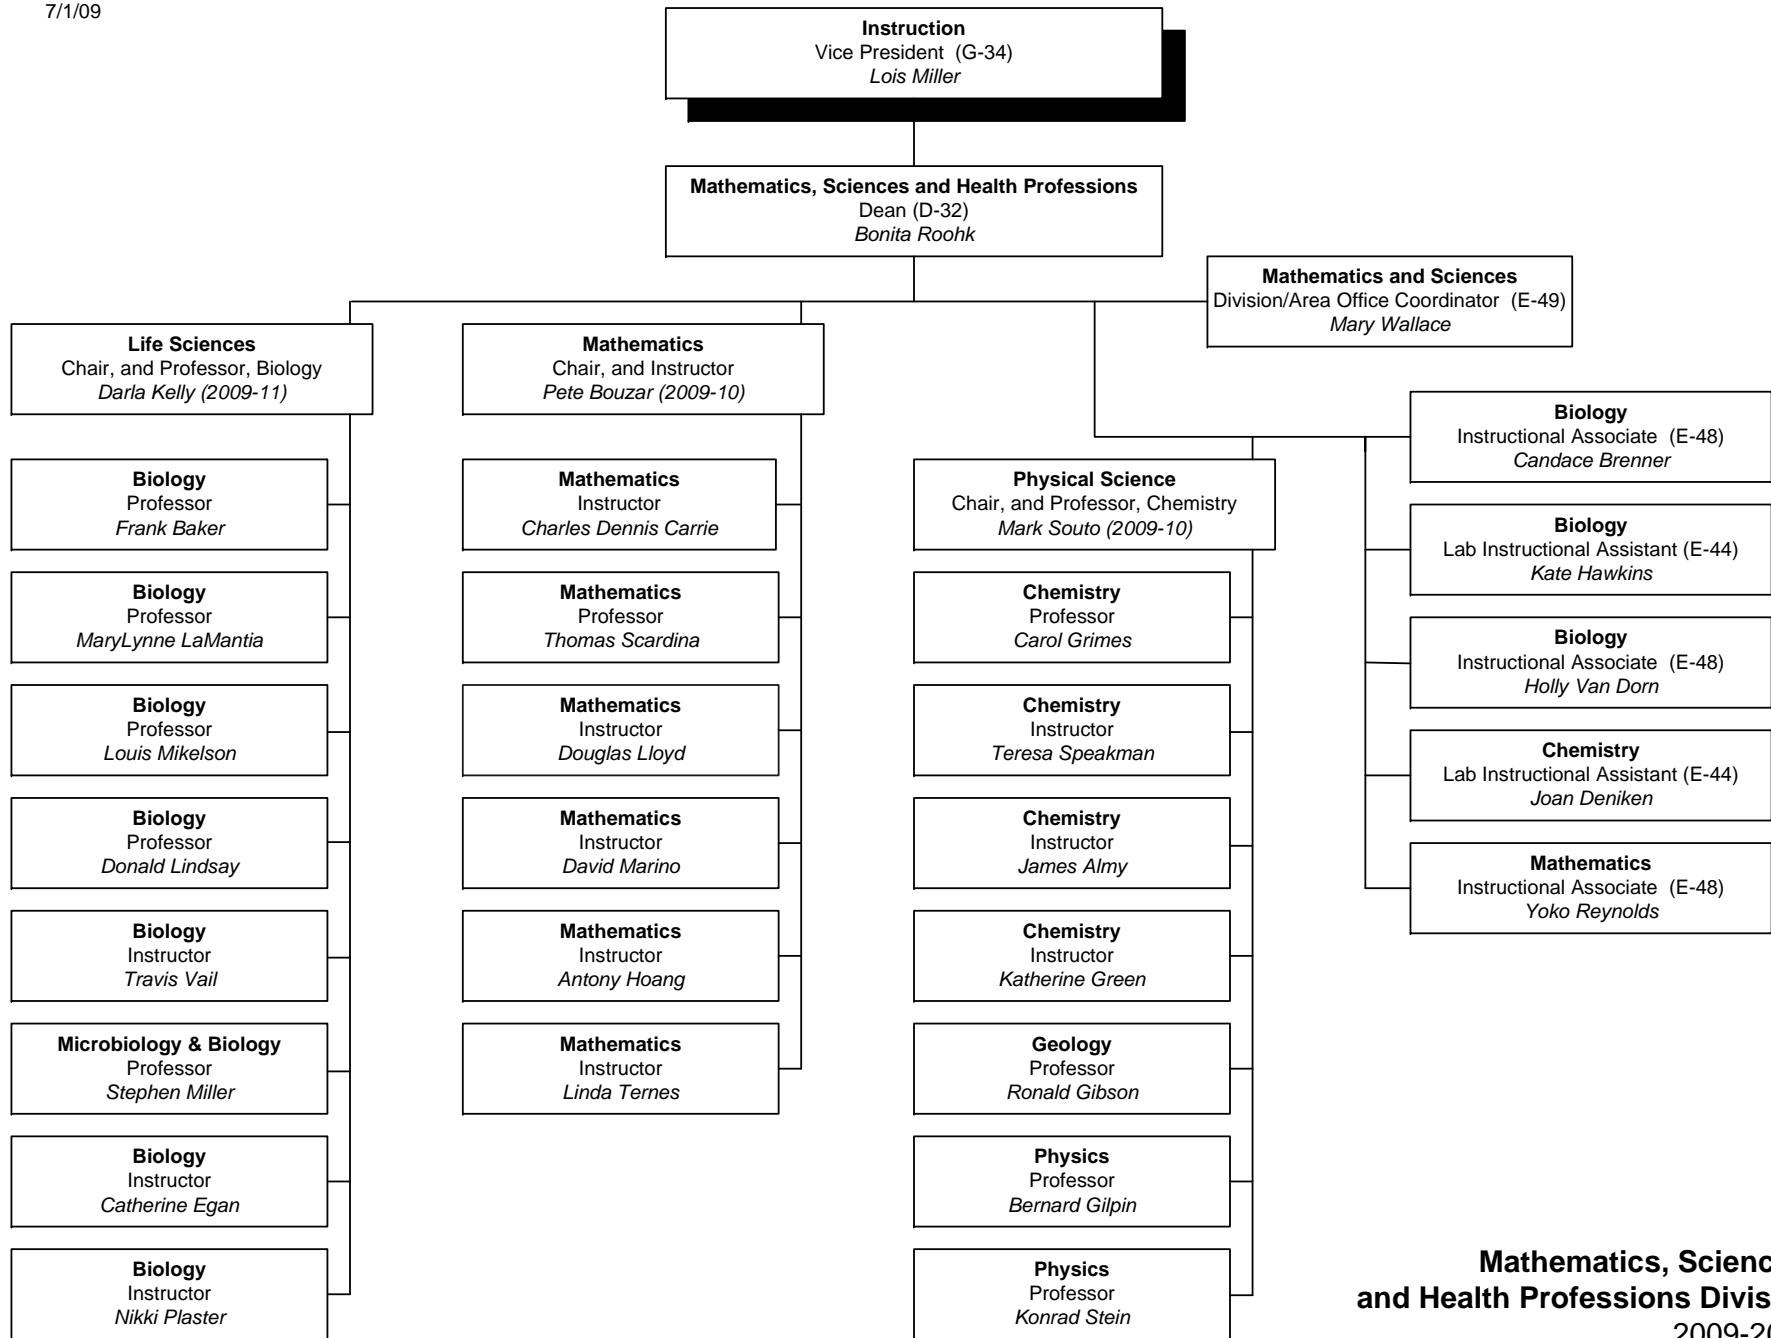 7/1/09
Instruction
Vice President (G-34)
Lois Miller
Mathematics, Sciences and Health Professions
Dean (D-32)
Bonita Roohk
Mathematics and Sciences
Division/Area Office Coordinator (E-49)
Mary Wallace
Life Sciences
Chair, and Professor, Biology
Darla Kelly (2009-11)
Biology
Professor
Frank Baker
Biology
Professor
MaryLynne LaMantia
Biology
Professor
Louis Mikelson
Biology
Professor
Donald Lindsay
Biology
Instructor
Travis Vail
Microbiology & Biology
Professor
Stephen Miller
Biology
Instructor
Catherine Egan
Biology
Instructor
Nikki Plaster
Mathematics
Chair, and Instructor
Pete Bouzar (2009-10)
Mathematics
Instructor
Charles Dennis Carrie
Mathematics
Professor
Thomas Scardina
Mathematics
Instructor
Douglas Lloyd
Mathematics
Instructor
David Marino
Mathematics
Instructor
Antony Hoang
Mathematics
Instructor
Linda Ternes
Physical Science
Chair, and Professor, Chemistry
Mark Souto (2009-10)
Chemistry
Professor
Carol Grimes
Chemistry
Instructor
Teresa Speakman
Chemistry
Instructor
James Almy
Chemistry
Instructor
Katherine Green
Geology
Professor
Ronald Gibson
Physics
Professor
Bernard Gilpin
Physics
Professor
Konrad Stein
Biology
Instructional Associate (E-48)
Candace Brenner
Biology
Lab Instructional Assistant (E-44)
Kate Hawkins
Biology
Instructional Associate (E-48)
Holly Van Dorn
Chemistry
Lab Instructional Assistant (E-44)
Joan Deniken
Mathematics
Instructional Associate (E-48)
Yoko Reynolds
Mathematics, Scienc
and Health Professions Divis
2009-20